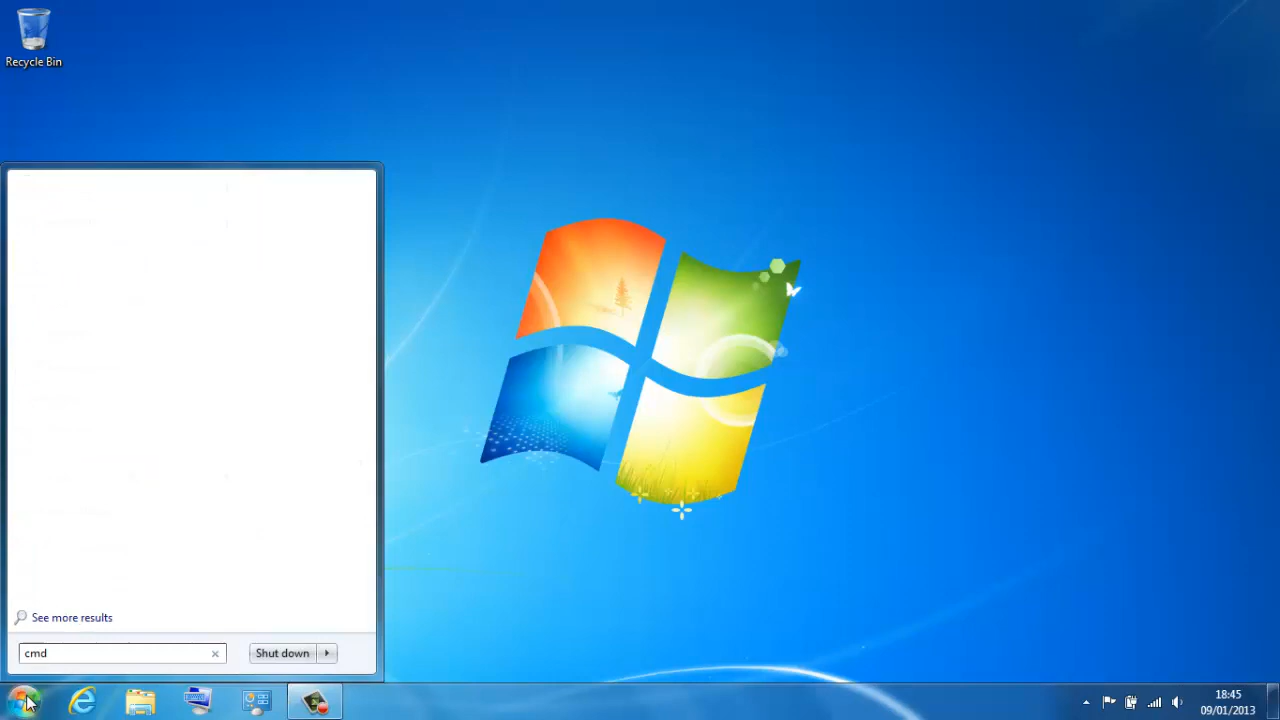 Recycle Bin
See more results
cmd
Shut down
18:45
09/01/2013